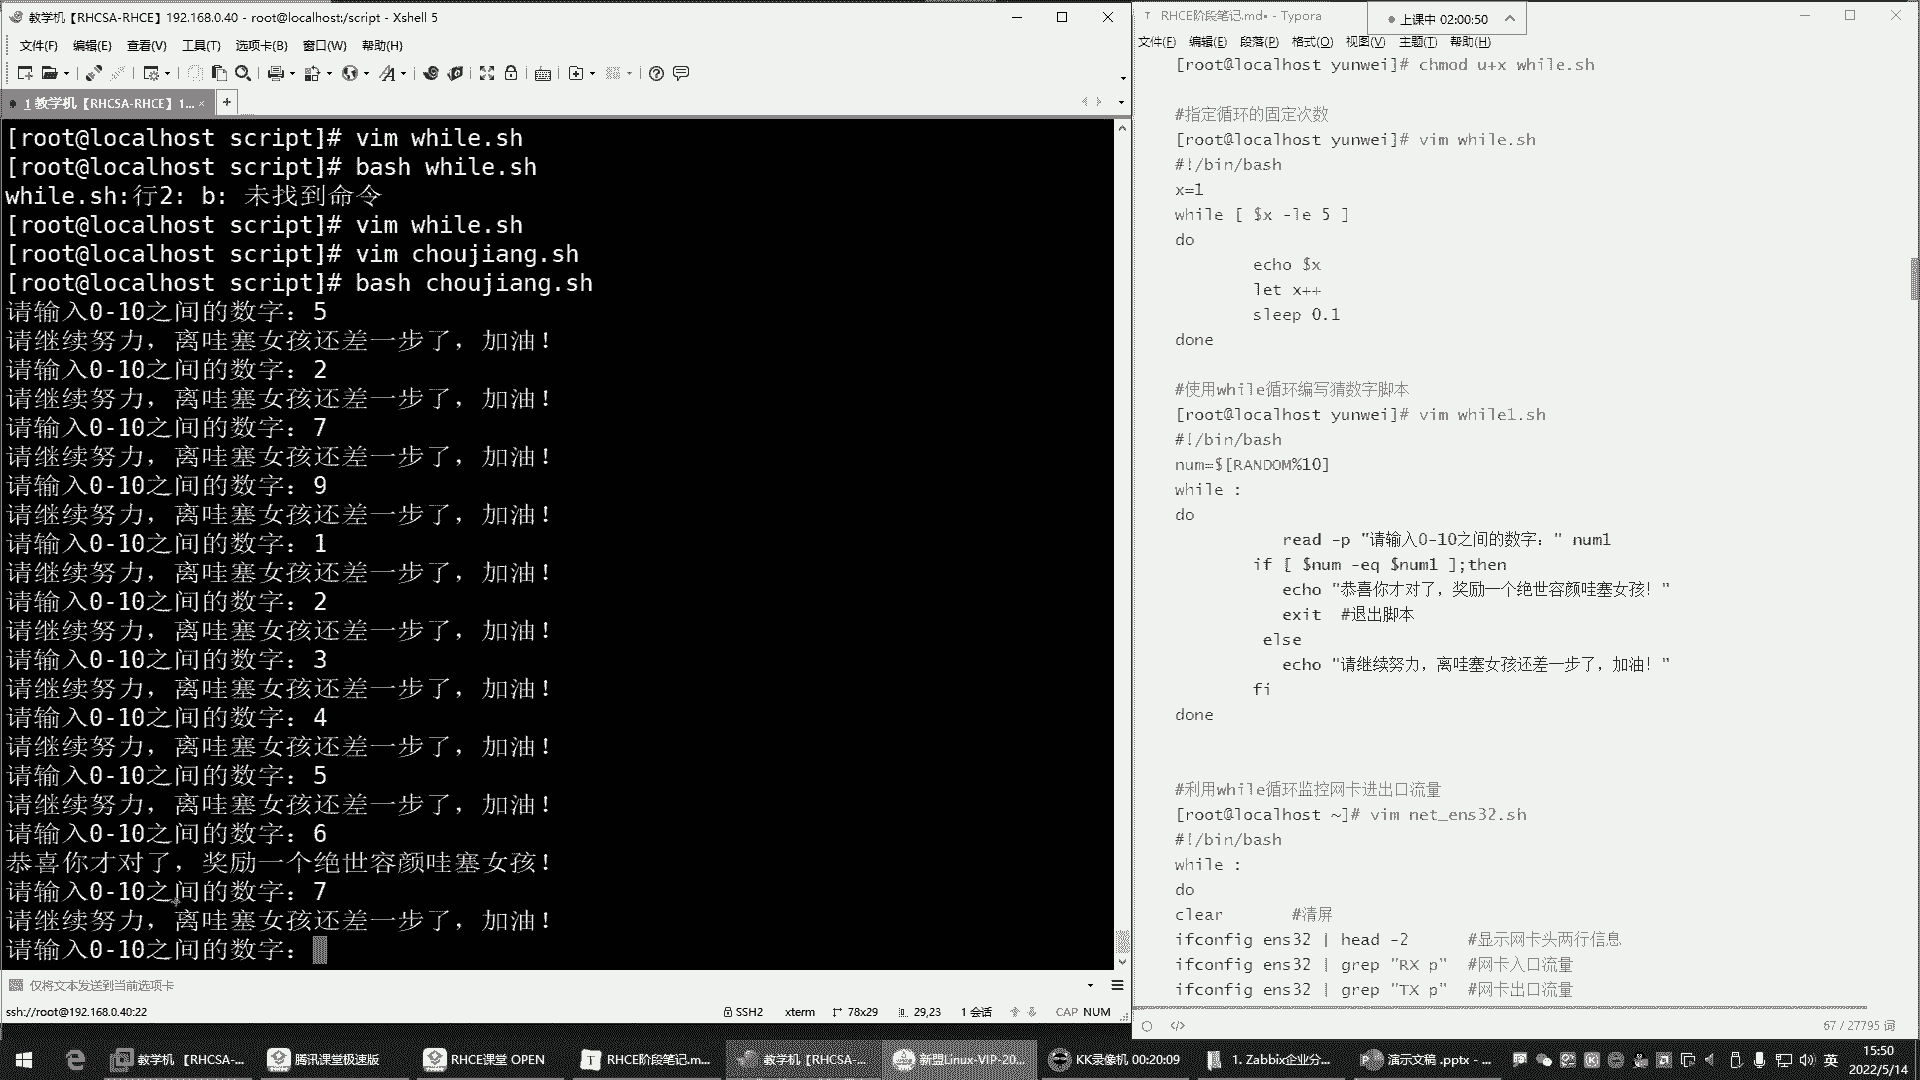 教学机【RHCSA-RHCE】192.168.0.40 - root@localhost:/script - Xshell 5
文件(F) 编辑(E) 查看(V) 工具(T) 选项卡(B) 窗口(W) 帮助(H)
1 教学机【RHCSA-RHCE】1... × +
[root@localhost script]# vim while.sh
[root@localhost script]# bash while.sh
while.sh:行2: b: 未找到命令
[root@localhost script]# vim while.sh
[root@localhost script]# vim choujiang.sh
[root@localhost script]# bash choujiang.sh
请输入0-10之间的数字：5
请继续努力，离哇塞女孩还差一步了，加油！
请输入0-10之间的数字：2
请继续努力，离哇塞女孩还差一步了，加油！
请输入0-10之间的数字：7
请继续努力，离哇塞女孩还差一步了，加油！
请输入0-10之间的数字：9
请继续努力，离哇塞女孩还差一步了，加油！
请输入0-10之间的数字：1
请继续努力，离哇塞女孩还差一步了，加油！
请输入0-10之间的数字：2
请继续努力，离哇塞女孩还差一步了，加油！
请输入0-10之间的数字：3
请继续努力，离哇塞女孩还差一步了，加油！
请输入0-10之间的数字：4
请继续努力，离哇塞女孩还差一步了，加油！
请输入0-10之间的数字：5
请继续努力，离哇塞女孩还差一步了，加油！
请输入0-10之间的数字：6
恭喜你才对了，奖励一个绝世容颜哇塞女孩！
请输入0-10之间的数字：7
请继续努力，离哇塞女孩还差一步了，加油！
请输入0-10之间的数字：
仅将文本发送到当前选项卡
ssh://root@192.168.0.40:22 SSH2 xterm 78x29 29,23 1 会话 CAP NUM
RHCE阶段笔记.md• - Typora
上课中 02:00:50
文件(F) 编辑(E) 段落(P) 格式(O) 视图(V) 主题(T) 帮助(H)
[root@localhost yunwei]# chmod u+x while.sh
#指定循环的固定次数
[root@localhost yunwei]# vim while.sh
#!/bin/bash
x=1
while [ $x -le 5 ]
do
echo $x
let x++
sleep 0.1
done
#使用while循环编写猜数字脚本
[root@localhost yunwei]# vim while1.sh
#!/bin/bash
num=$[RANDOM%10]
while :
do
read -p "请输入0-10之间的数字：" num1
if [ $num -eq $num1 ];then
echo "恭喜你才对了，奖励一个绝世容颜哇塞女孩！"
exit #退出脚本
else
echo "请继续努力，离哇塞女孩还差一步了，加油！"
fi
done
#利用while循环监控网卡进出口流量
[root@localhost ~]# vim net_ens32.sh
#!/bin/bash
while :
do
clear #清屏
ifconfig ens32 | head -2 #显示网卡头两行信息
ifconfig ens32 | grep "RX p" #网卡入口流量
ifconfig ens32 | grep "TX p" #网卡出口流量
</> 67 / 27795 词
教学机 【RHCSA-... 腾讯课堂极速版 RHCE课堂 OPEN RHCE阶段笔记.m... 教学机【RHCSA-... 新盟Linux-VIP-20... KK录像机 00:20:09 1. Zabbix企业分... 演示文稿 .pptx - ... 英 15:50
2022/5/14